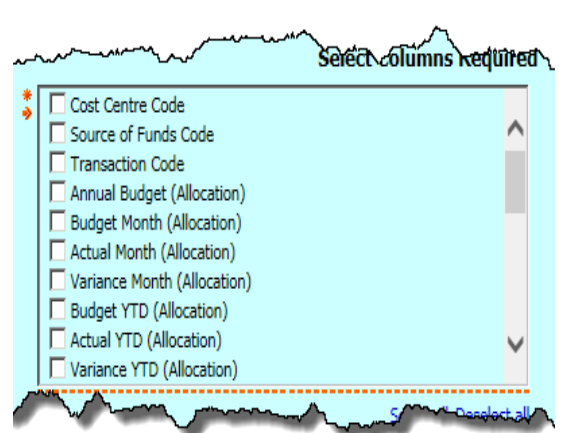 Select Columns Required
Cost Centre Code
Source of Funds Code
Transaction Code
Annual Budget (Allocation)
Budget Month (Allocation)
Actual Month (Allocation)
Variance Month (Allocation)
Budget YTD (Allocation)
Actual YTD (Allocation)
Variance YTD (Allocation)
Deselect all